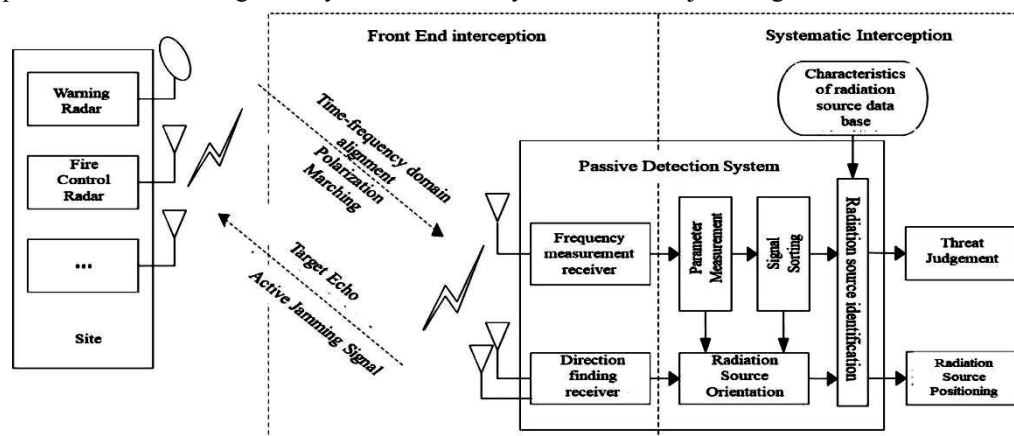 Front End interception
Systematic Interception
Warning
Radar
Fire
Control
Radar
...
Site
Time-frequency domain
alignment
Polarization
Marching
Target Echo
Active Jamming Signal
Characteristics
of radiation
source data
base
Passive Detection System
Frequency
measurement
receiver
Parameter
Measurement
Signal
Sorting
Radiation source identification
Threat
Judgement
Direction
finding
receiver
Radiation
Source
Orientation
Radiation
Source
Positioning